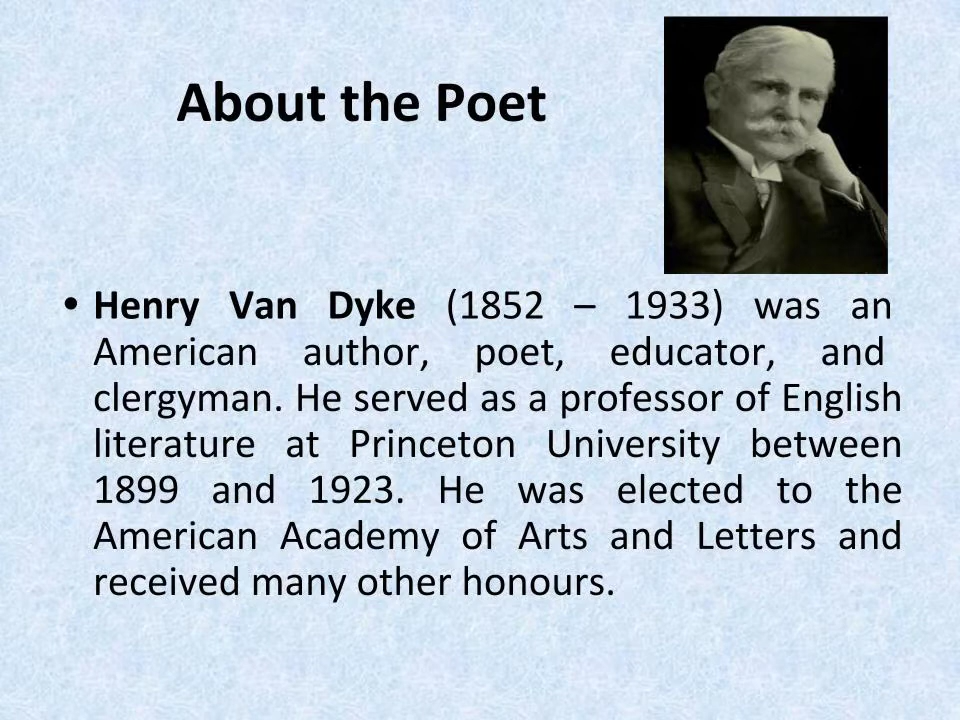 About the Poet
• Henry Van Dyke (1852 – 1933) was an
American author, poet, educator, and
clergyman. He served as a professor of English
literature at Princeton University between
1899 and 1923. He was elected to the
American Academy of Arts and Letters and
received many other honours.